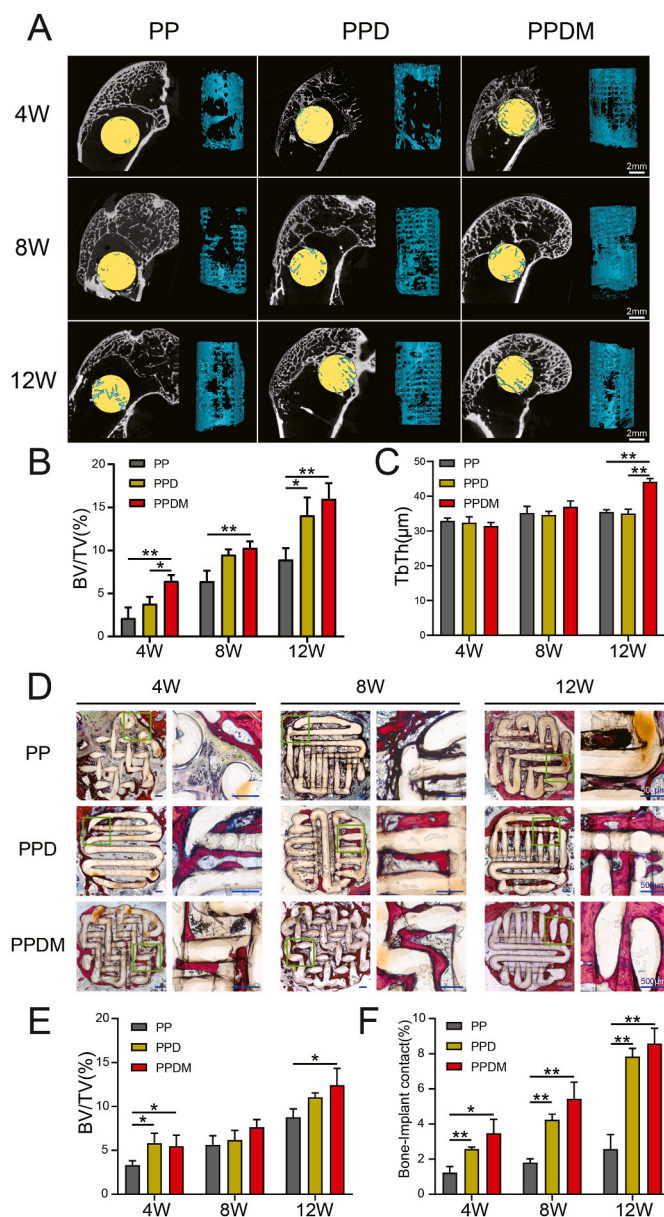 A
PP PPD PPDM
4W
2mm
8W
2mm
12W
2mm
B
PP
PPD
PPDM
BV/TV(%)
20
15
10
5
0
4W 8W 12W
** * ** * **
C
PP
PPD
PPDM
TbTh(μm)
50
40
30
20
10
0
4W 8W 12W
** **
D
4W 8W 12W
PP
500μm
PPD
500μm
PPDM
500μm
E
PP
PPD
PPDM
BV/TV(%)
20
15
10
5
0
4W 8W 12W
* * *
F
PP
PPD
PPDM
Bone-Implant contact(%)
10
8
6
4
2
0
4W 8W 12W
* ** ** ** ** **